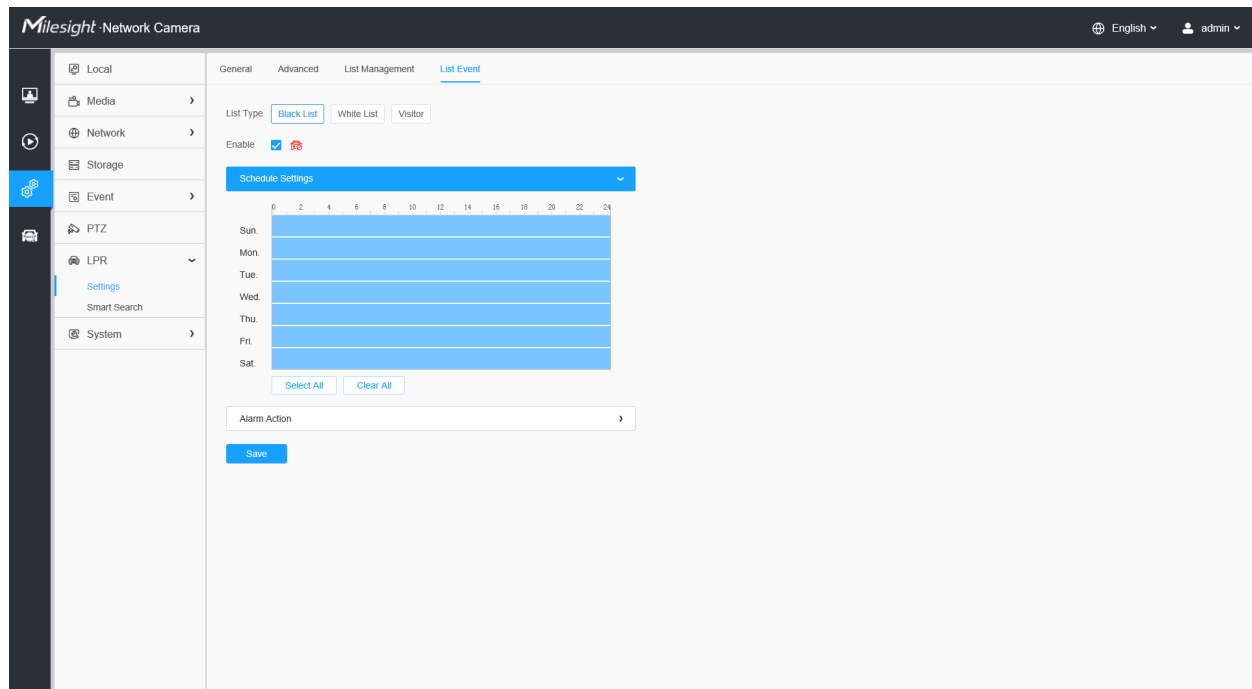 Milesight ·Network Camera
English
admin
Local
Media
Network
Storage
Event
PTZ
LPR
Settings
Smart Search
System
General Advanced List Management List Event
List Type Black List White List Visitor
Enable
Schedule Settings
0 2 4 6 8 10 12 14 16 18 20 22 24
Sun.
Mon.
Tue.
Wed.
Thu.
Fri.
Sat.
Select All Clear All
Alarm Action
Save